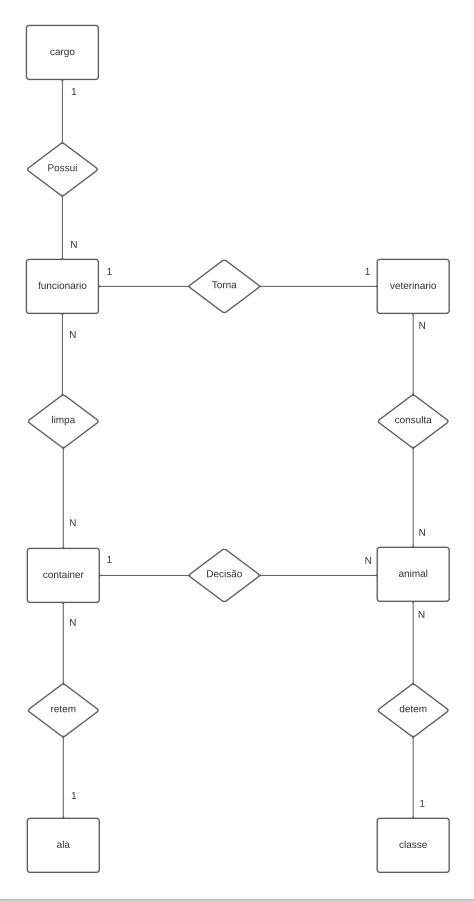 cargo
1
Possui
N
funcionario
1
Torna
1
veterinario
N
N
limpa
consulta
N
N
container
1
Decisão
N
animal
N
N
retem
detem
1
1
ala
classe